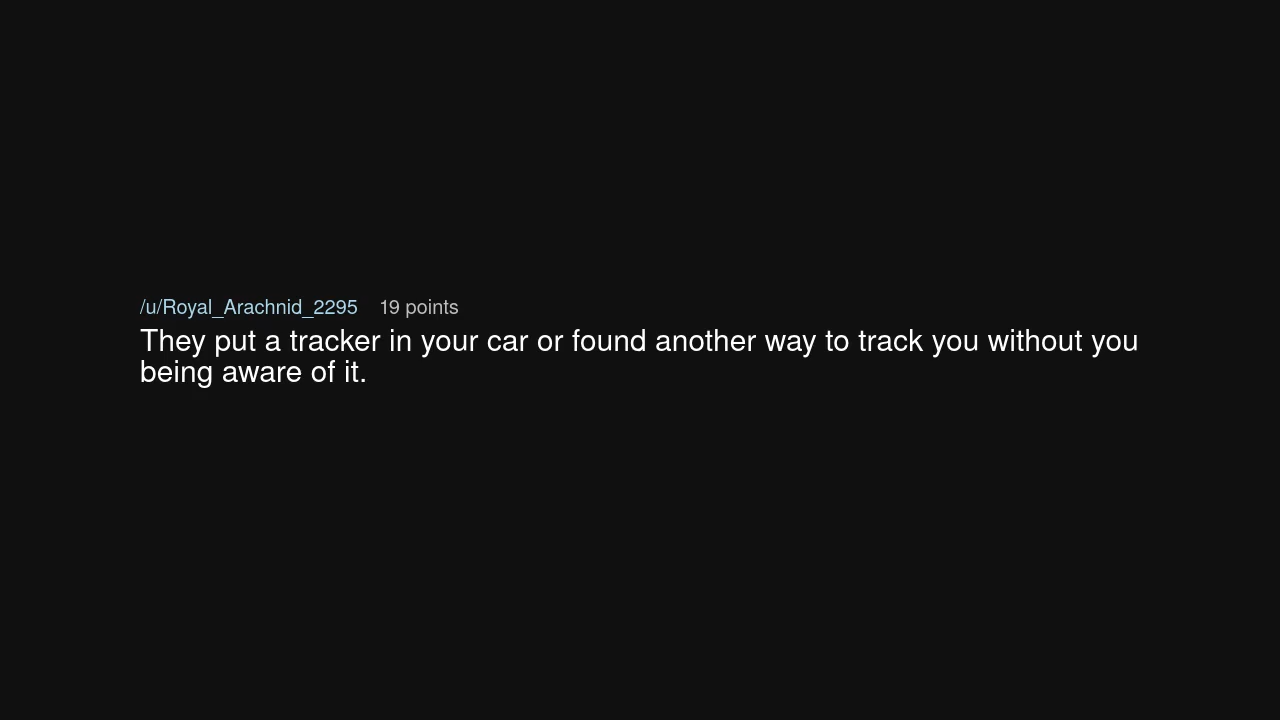 /u/Royal_Arachnid_2295 19 points
They put a tracker in your car or found another way to track you without you
being aware of it.